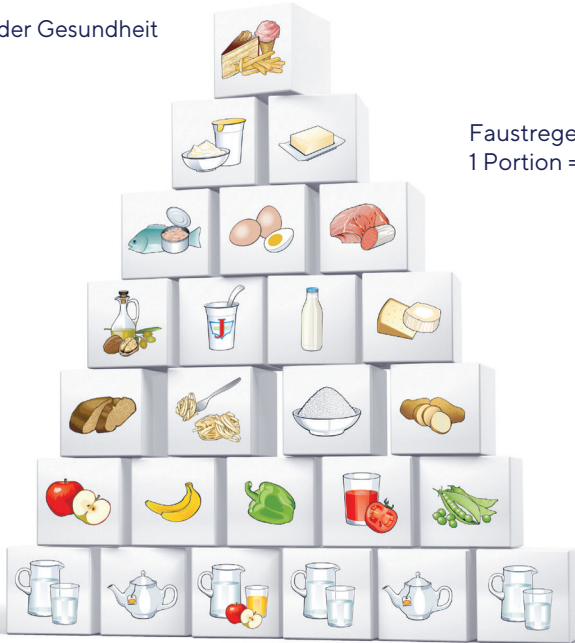 der Gesundheit
Faustrege
1 Portion =